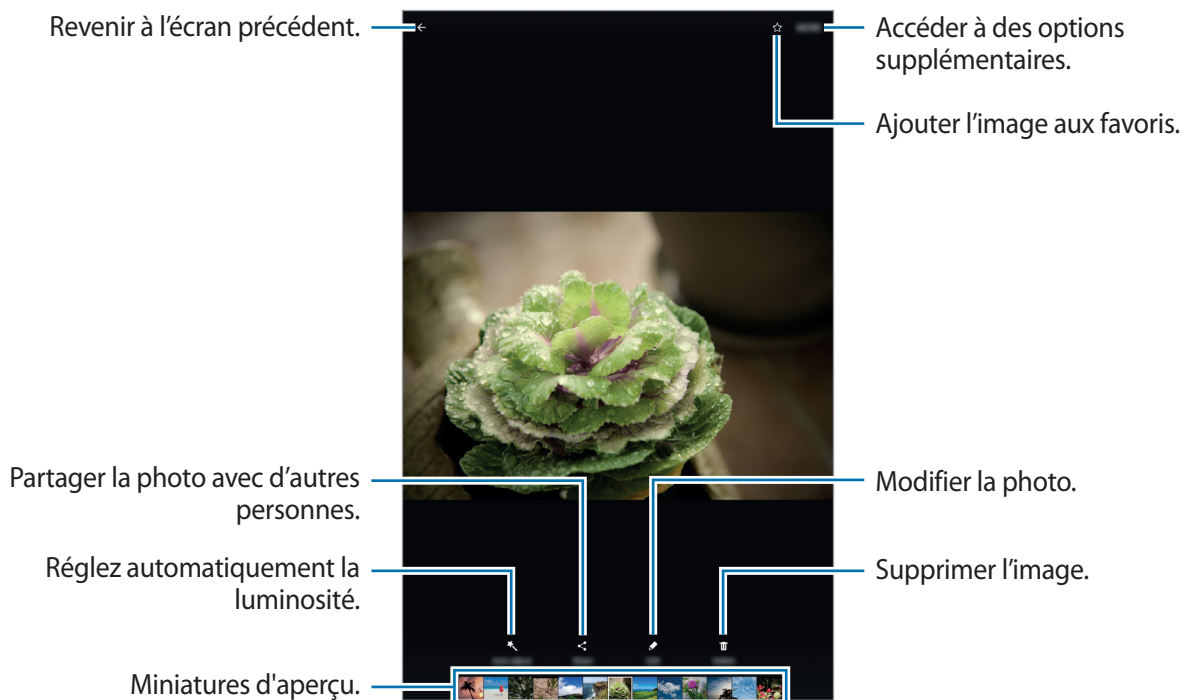 Revenir à l’écran précédent.
Accéder à des options
supplémentaires.
Ajouter l’image aux favoris.
Partager la photo avec d’autres
personnes.
Modifier la photo.
Réglez automatiquement la
luminosité.
Supprimer l’image.
Miniatures d'aperçu.